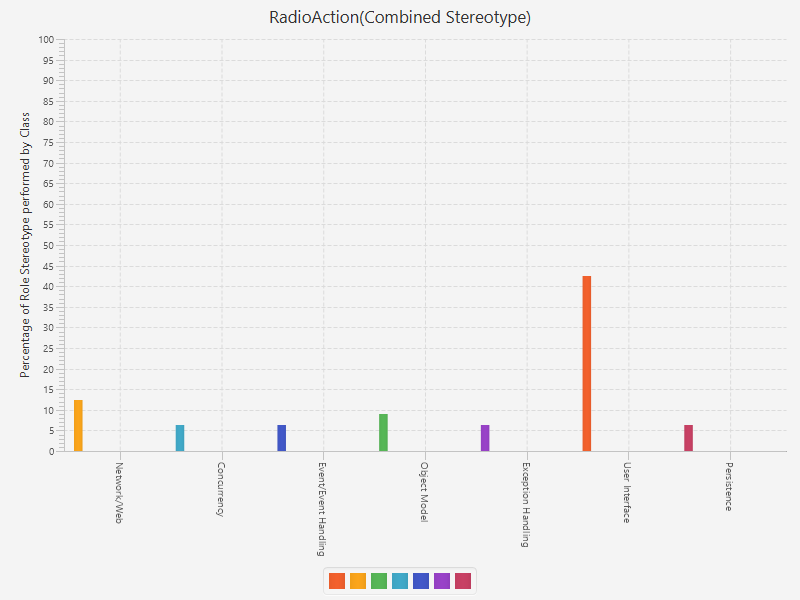 RadioAction(Combined Stereotype)
Percentage of Role Stereotype performed by Class
100
95
90
85
80
75
70
65
60
55
50
45
40
35
30
25
20
15
10
5
0
Network/Web
Concurrency
Event/Event Handling
Object Model
Exception Handling
User Interface
Persistence